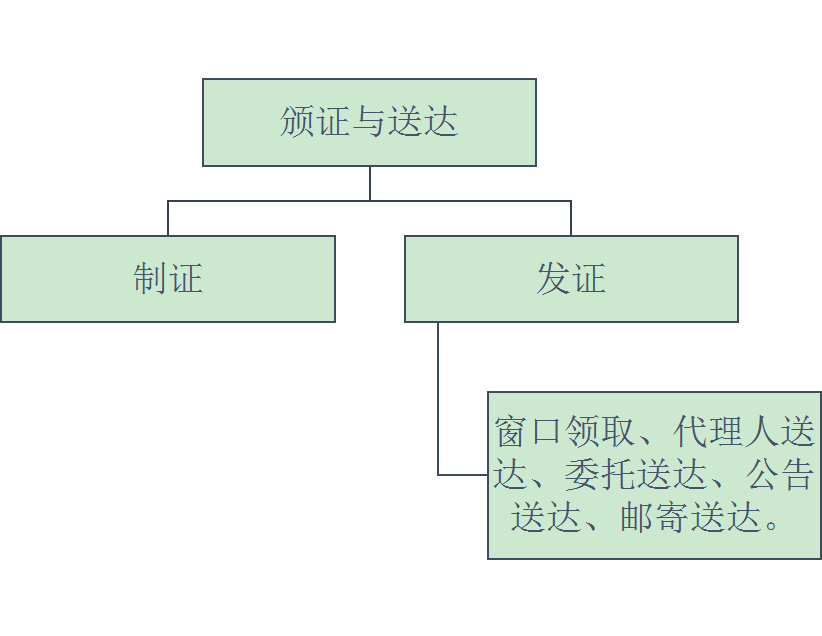 颁证与送达
制证
发证
窗口领取、代理人送
达、委托送达、公告
送达、邮寄送达。